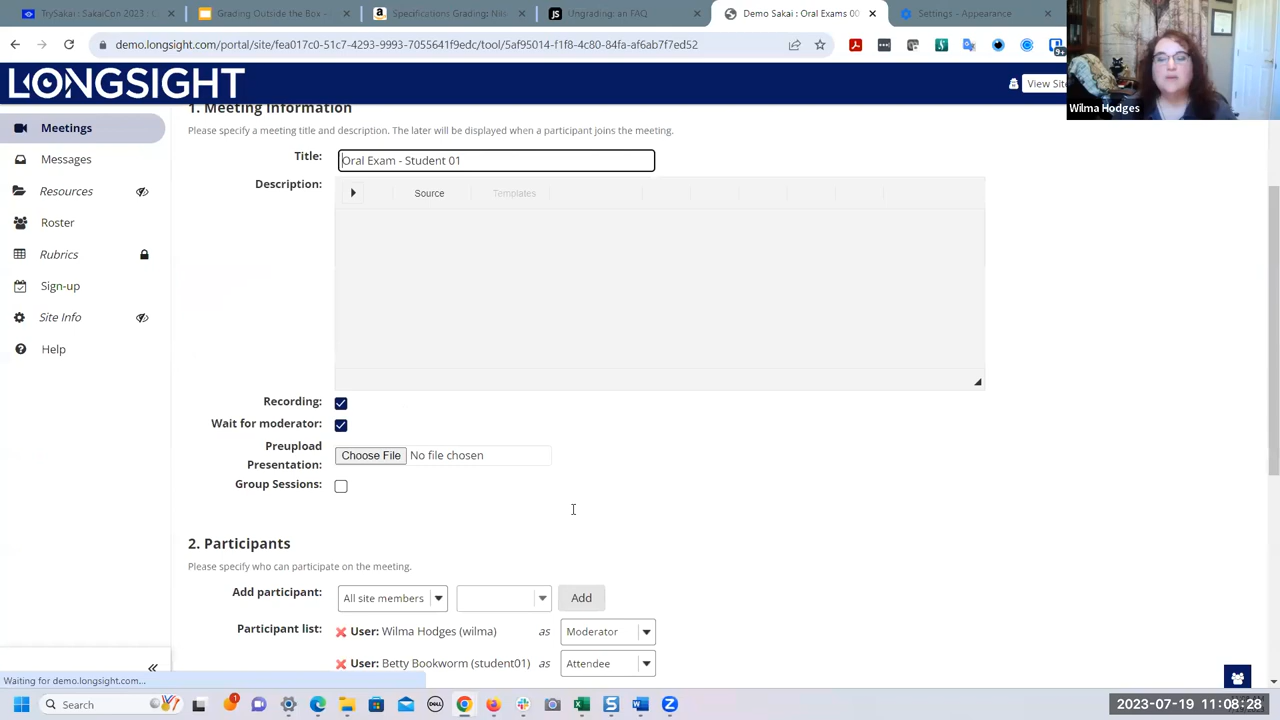 TrySakai - SakaiCon 2023 I
Grading Outside the Box -
Specifications Grading: Nils
Ungrading: an FAQ
Demo Sakai : Oral Exams 00
Settings - Appearance
demo.longsight.com/portal/site/fea017c0-51c7-4238-9993-5c3641f9edc/tool/5af95014-f1f8-4c80-84fa-af6ab7f7ed52
LONGSIGHT
View Sit
Wilma Hodges
Meetings
Messages
Resources
Roster
Rubrics
Sign-up
Site Info
Help
1. Meeting Information
Please specify a meeting title and description. The later will be displayed when a participant joins the meeting.
Title: Oral Exam - Student 01
Description:
Source Templates
Recording:
Wait for moderator:
Preupload
Presentation:
Choose File No file chosen
Group Sessions:
2. Participants
Please specify who can participate on the meeting.
Add participant: All site members Add
Participant list: User: Wilma Hodges (wilma) as Moderator
User: Betty Bookworm (student01) as Attendee
Waiting for demo.longsight.com...
Search
2023-07-19 11:08:28